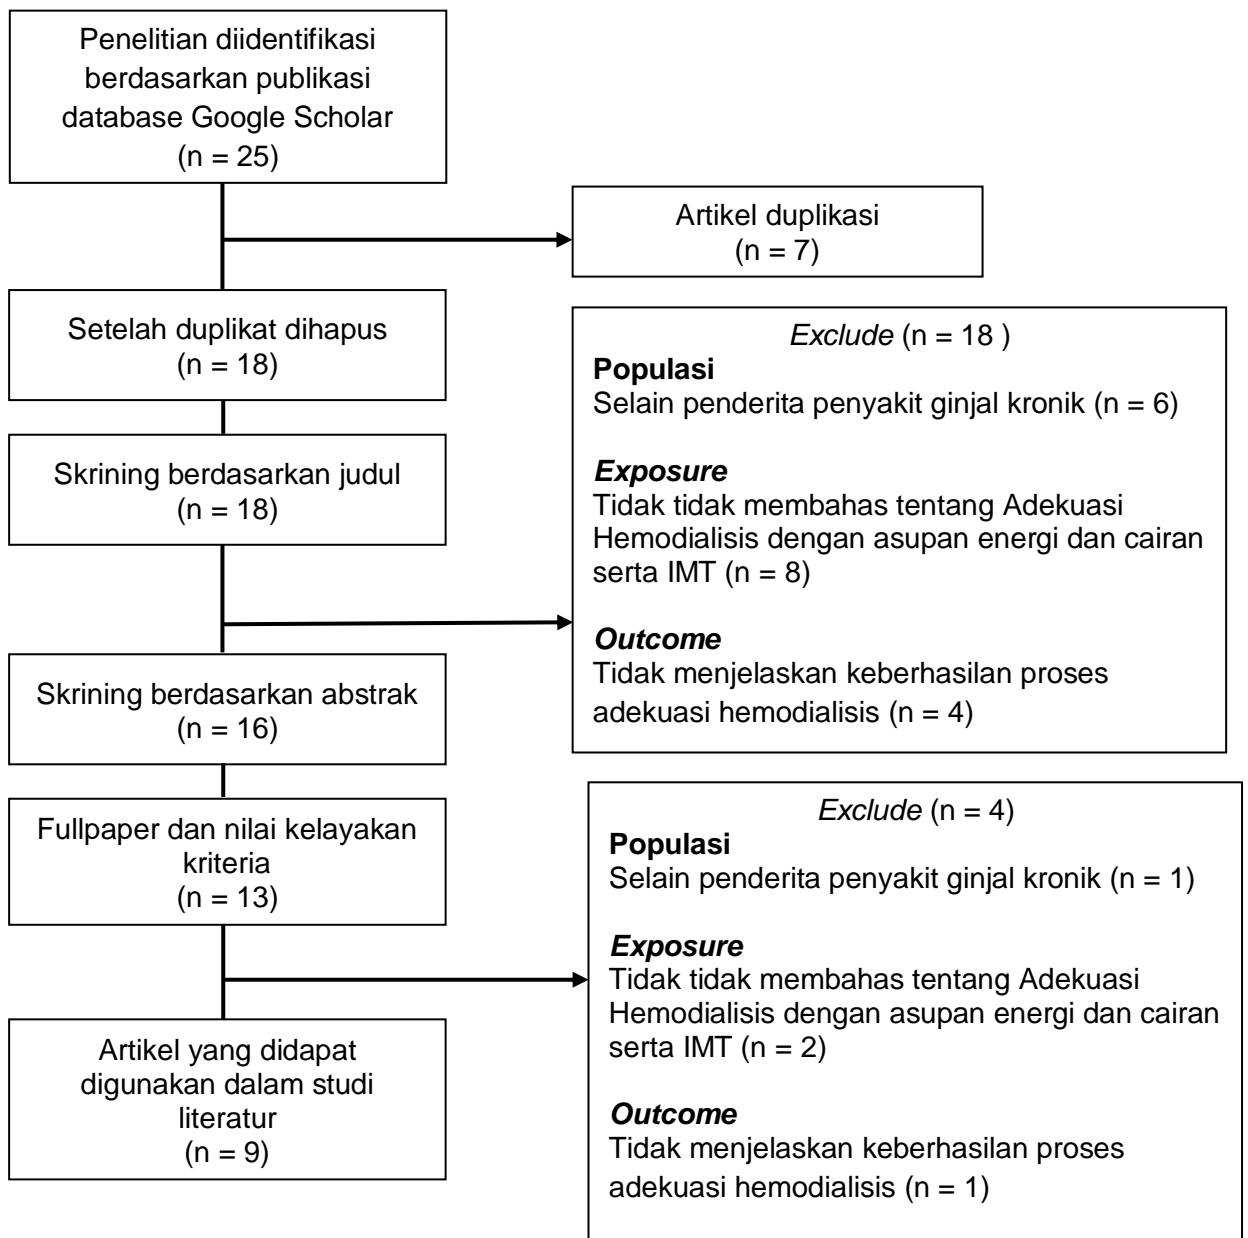 Penelitian diidentifikasi
berdasarkan publikasi
database Google Scholar
(n = 25)
Artikel duplikasi
(n = 7)
Setelah duplikat dihapus
(n = 18)
Skrining berdasarkan judul
(n = 18)
Exclude (n = 18 )
Populasi
Selain penderita penyakit ginjal kronik (n = 6)
Exposure
Tidak tidak membahas tentang Adekuasi
Hemodialisis dengan asupan energi dan cairan
serta IMT (n = 8)
Outcome
Tidak menjelaskan keberhasilan proses
adekuasi hemodialisis (n = 4)
Skrining berdasarkan abstrak
(n = 16)
Fullpaper dan nilai kelayakan
kriteria
(n = 13)
Exclude (n = 4)
Populasi
Selain penderita penyakit ginjal kronik (n = 1)
Exposure
Tidak tidak membahas tentang Adekuasi
Hemodialisis dengan asupan energi dan cairan
serta IMT (n = 2)
Outcome
Tidak menjelaskan keberhasilan proses
adekuasi hemodialisis (n = 1)
Artikel yang didapat
digunakan dalam studi
literatur
(n = 9)